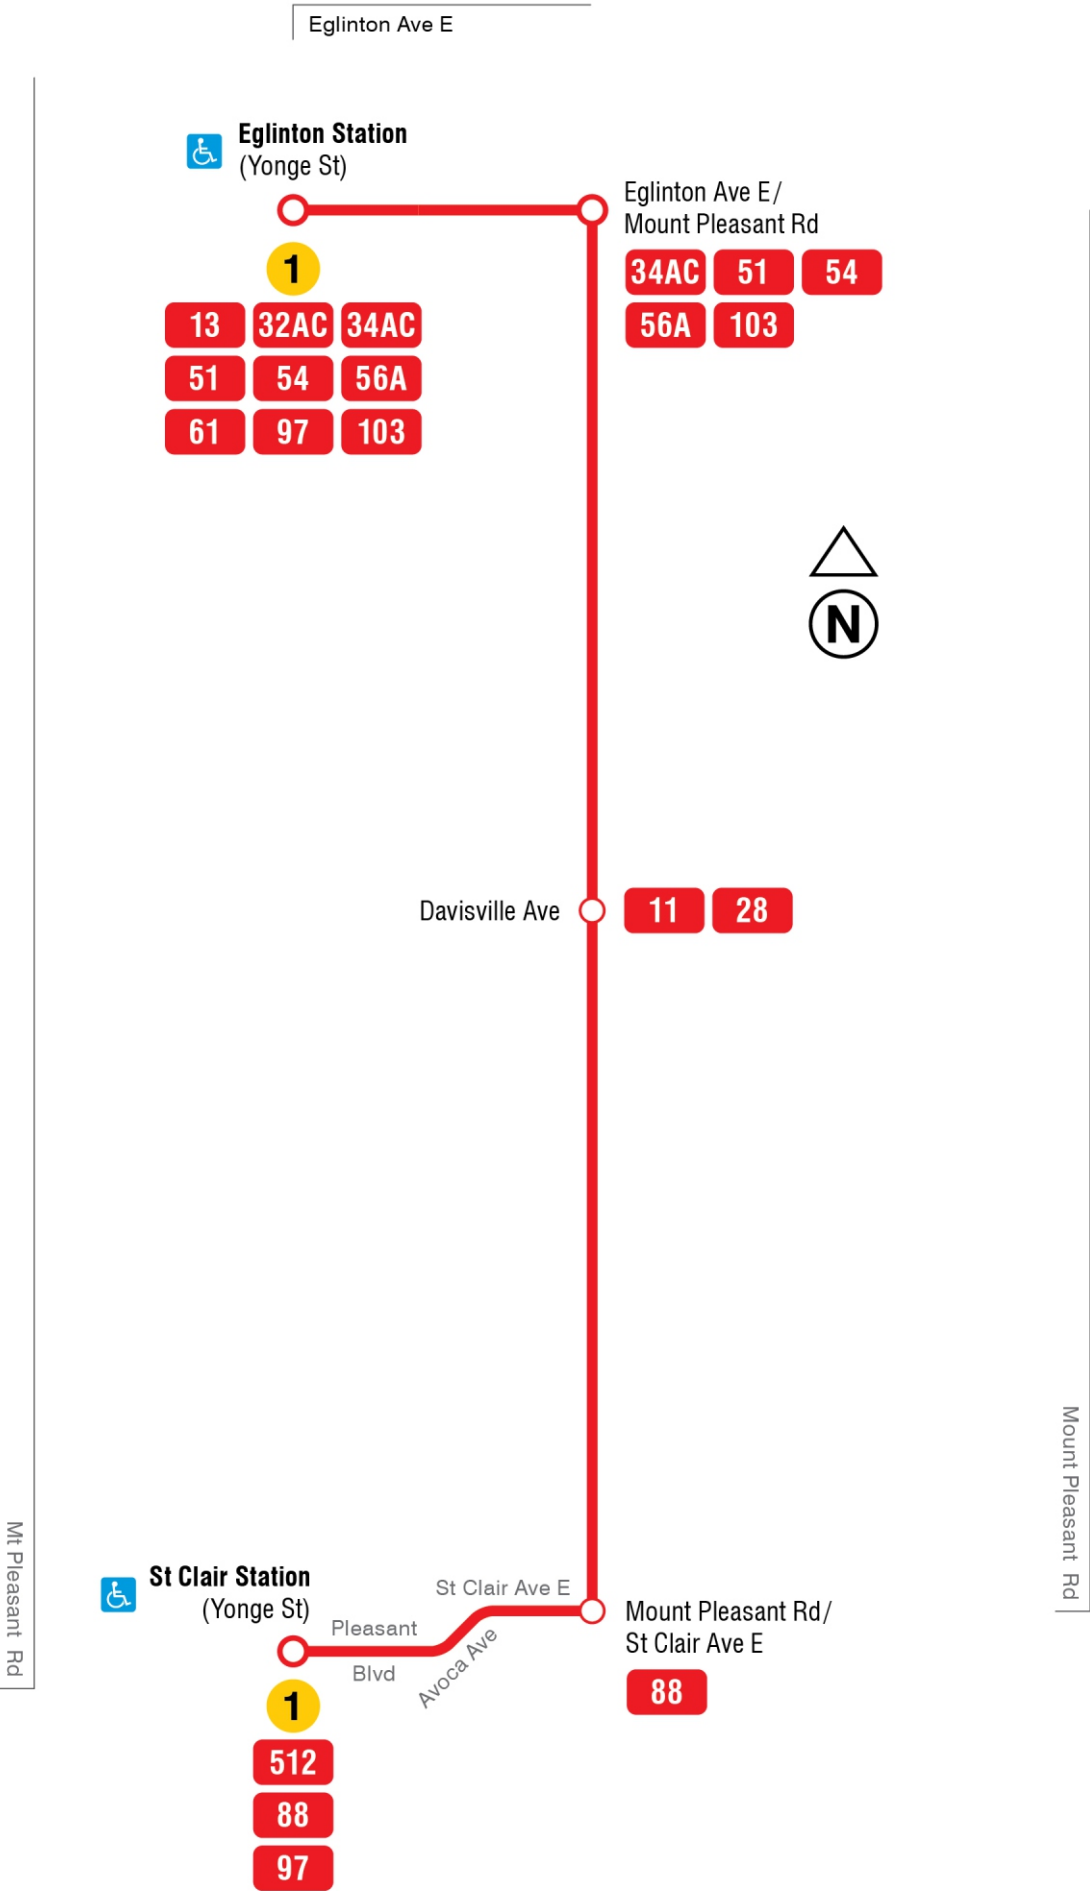 Eglinton Ave E
Eglinton Station
(Yonge St)
1
13 32AC 34AC
51 54 56A
61 97 103
Eglinton Ave E/
Mount Pleasant Rd
34AC 51 54
56A 103
N
Davisville Ave
11 28
Mount Pleasant Rd
Mt Pleasant Rd
St Clair Station
(Yonge St)
Pleasant
Blvd
Avoca Ave
St Clair Ave E
Mount Pleasant Rd/
St Clair Ave E
88
1
512
88
97